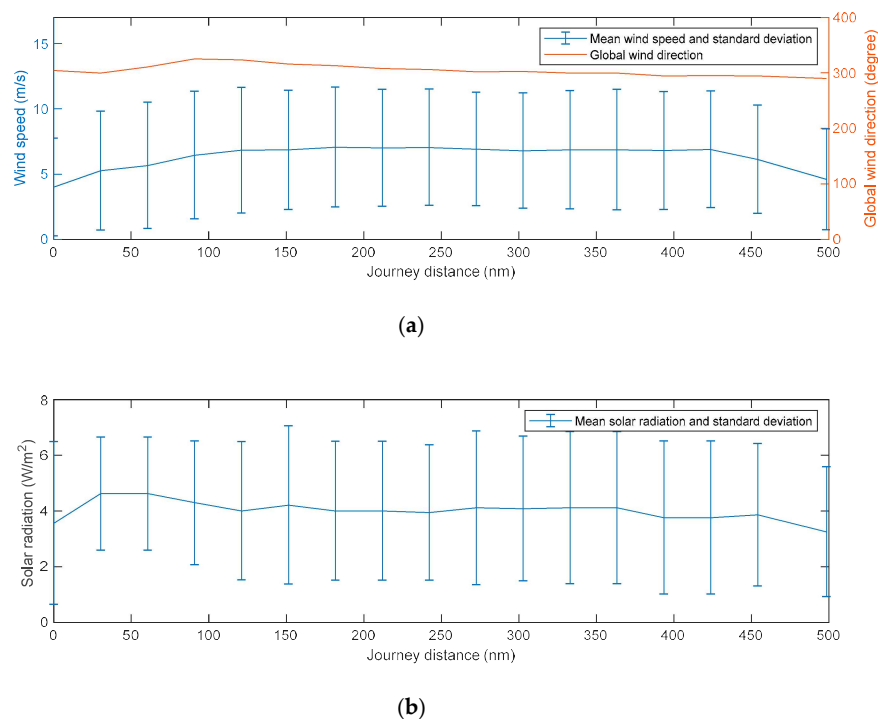 Mean wind speed and standard deviation
Global wind direction
Wind speed (m/s)
15
10
5
0
400
300
200
100
0
Global wind direction (degree)
0 50 100 150 200 250 300 350 400 450 500
Journey distance (nm)
(a)
Mean solar radiation and standard deviation
Solar radiation (W/m²)
8
6
4
2
0
0 50 100 150 200 250 300 350 400 450 500
Journey distance (nm)
(b)